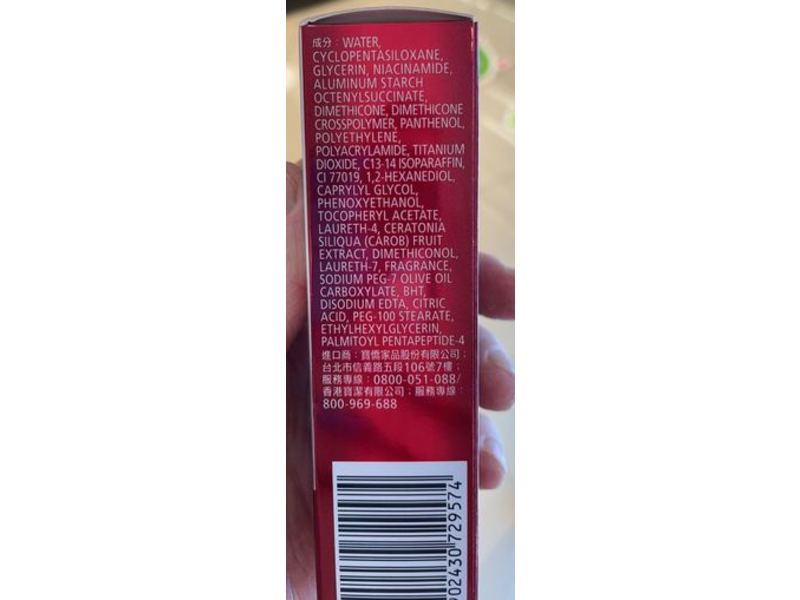 成分：WATER,
CYCLOPENTASILOXANE,
GLYCERIN, NIACINAMIDE,
ALUMINUM STARCH
OCTENYLSUCCINATE,
DIMETHICONE, DIMETHICONE
CROSSPOLYMER, PANTHENOL,
POLYETHYLENE,
POLYACRYLAMIDE, TITANIUM
DIOXIDE, C13-14 ISOPARAFFIN,
CI 77019, 1,2-HEXANEDIOL,
CAPRYLYL GLYCOL,
PHENOXYETHANOL,
TOCOPHERYL ACETATE,
LAURETH-4, CERATONIA
SILIQUA (CAROB) FRUIT
EXTRACT, DIMETHICONOL,
LAURETH-7, FRAGRANCE,
SODIUM PEG-7 OLIVE OIL
CARBOXYLATE, BHT,
DISODIUM EDTA, CITRIC
ACID, PEG-100 STEARATE,
ETHYLHEXYLGLYCERIN,
PALMITOYL PENTAPEPTIDE-4
進口商：寶僑家品股份有限公司；
台北市信義路五段106號7樓；
服務專線：0800-051-088/
香港寶潔有限公司；服務專線：
800-969-688
902430 729574